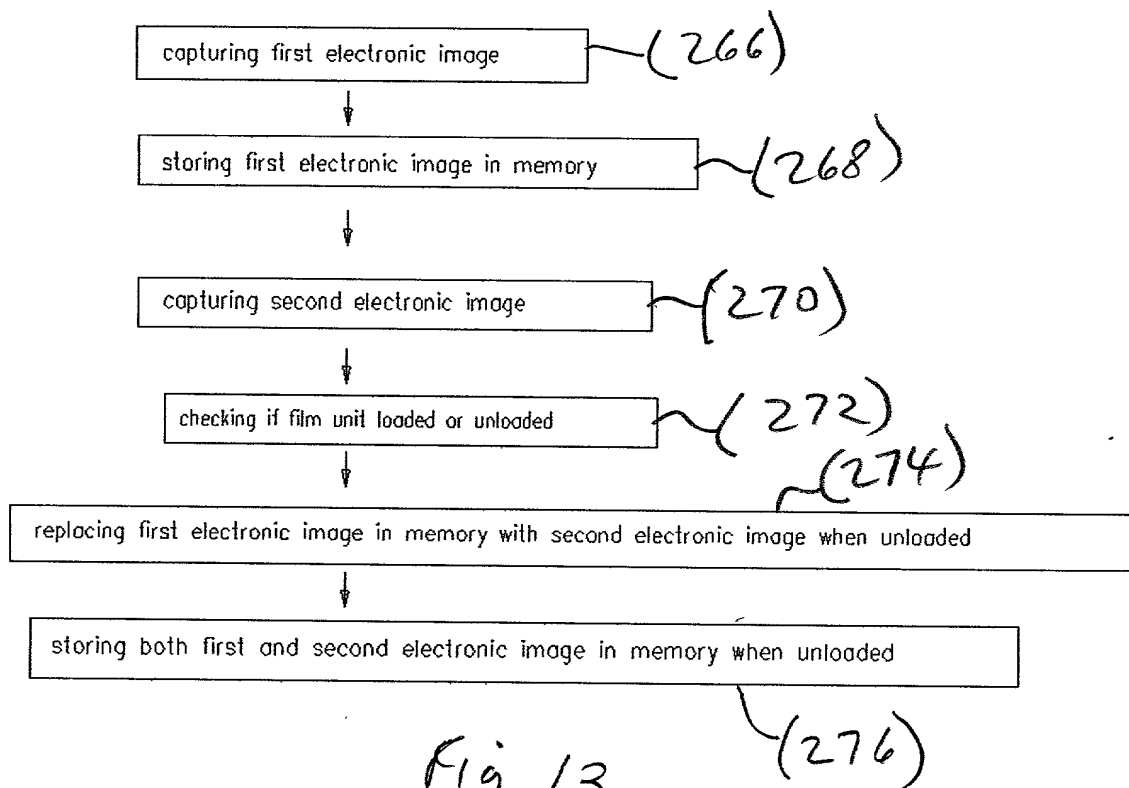 capturing first electronic image (266)
storing first electronic image in memory (268)
capturing second electronic image (270)
checking if film unit loaded or unloaded (272)
(274)
replacing first electronic image in memory with second electronic image when unloaded
storing both first and second electronic image in memory when unloaded
(276)
Fig 13